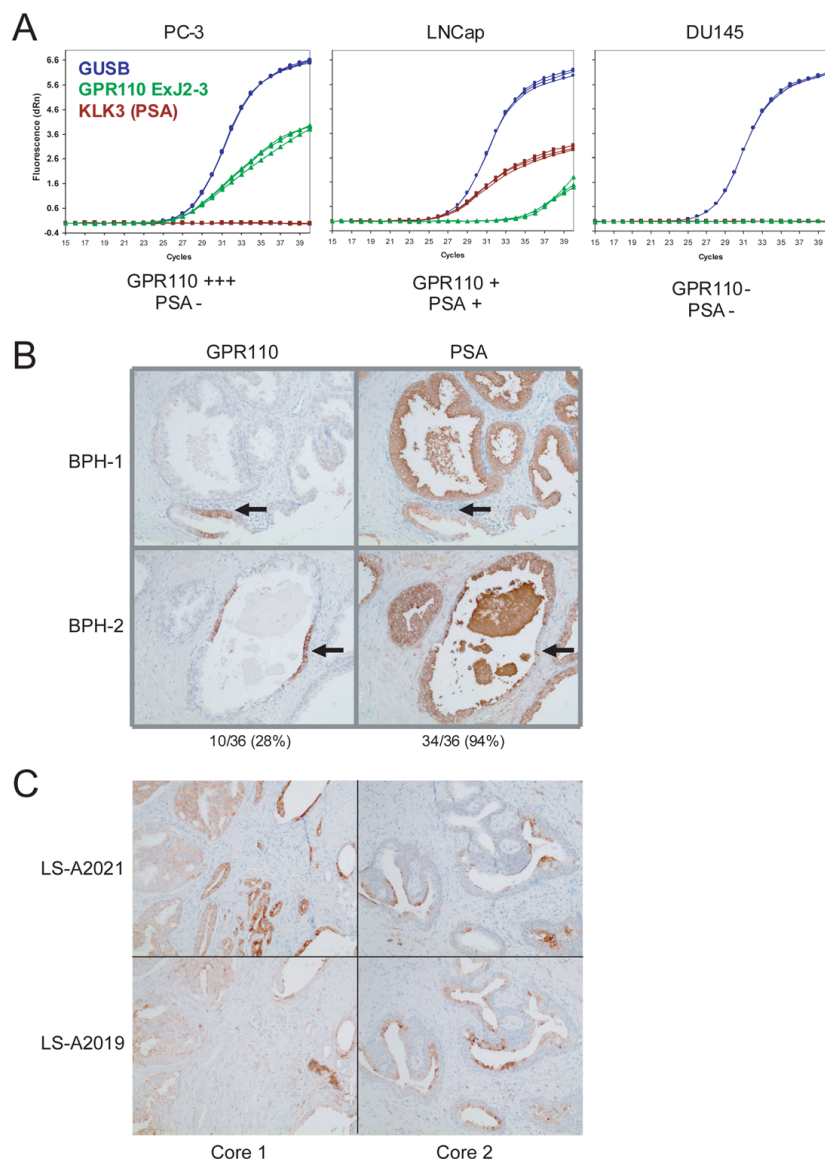 A
PC-3
LNCap
DU145
GUSB
GPR110 ExJ2-3
KLK3 (PSA)
Fluorescence (dRn)
6.6
5.6
4.6
3.6
2.6
1.6
0.6
-0.4
15 17 19 21 23 25 27 29 31 33 35 37 39
15 17 19 21 23 25 27 29 31 33 35 37 39
15 17 19 21 23 25 27 29 31 33 35 37 39
Cycles
Cycles
Cycles
GPR110 +++
PSA -
GPR110 +
PSA +
GPR110-
PSA -
B
GPR110
PSA
BPH-1
BPH-2
10/36 (28%)
34/36 (94%)
C
LS-A2021
LS-A2019
Core 1
Core 2